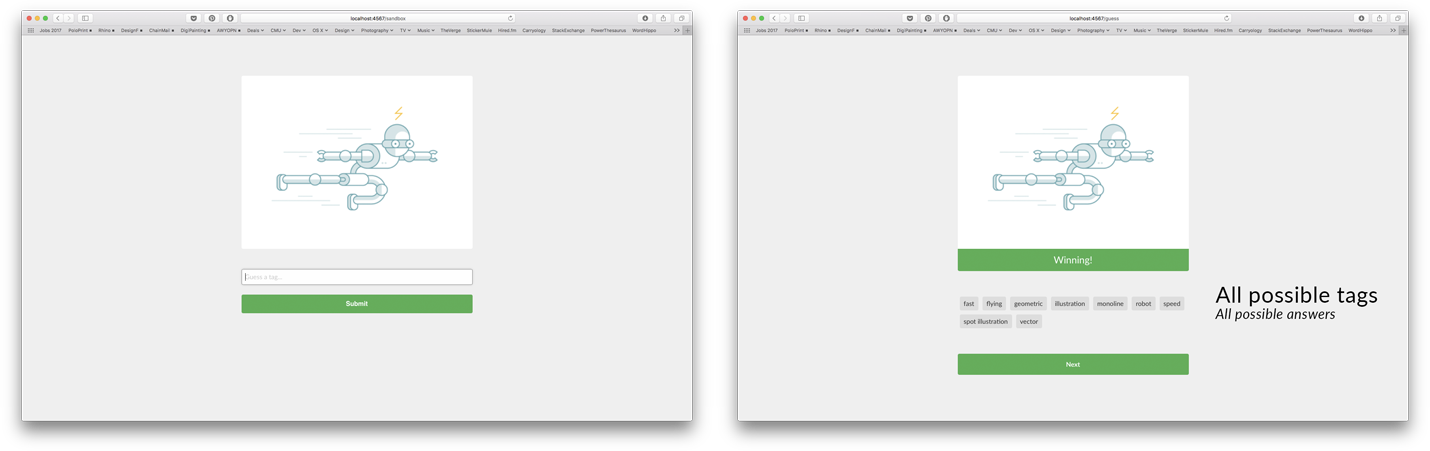 localhost:4567/sandbox
Jobs 2017 PoloPrint Rhino DesignF ChainMail DigiPainting AWYOPN Deals CMU Dev OS X Design Photography TV Music TheVerge StickerMule Hired.fm Carryology StackExchange PowerThesaurus WordHippo
Guess a tag...
Submit
localhost:4567/guess
Jobs 2017 PoloPrint Rhino DesignF ChainMail DigiPainting AWYOPN Deals CMU Dev OS X Design Photography TV Music TheVerge StickerMule Hired.fm Carryology StackExchange PowerThesaurus WordHippo
Winning!
fast flying geometric illustration monoline robot speed
spot illustration vector
Next
All possible tags
All possible answers